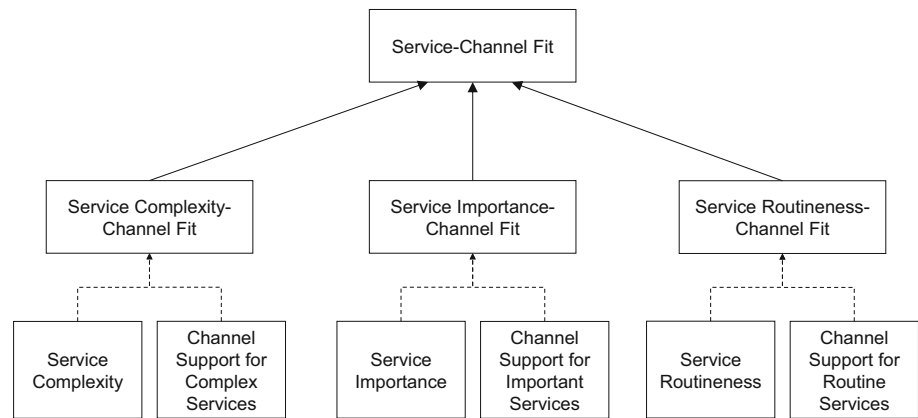 Service-Channel Fit
Service Complexity-
Channel Fit
Service Importance-
Channel Fit
Service Routineness-
Channel Fit
Service
Complexity
Channel
Support for
Complex
Services
Service
Importance
Channel
Support for
Important
Services
Service
Routineness
Channel
Support for
Routine
Services